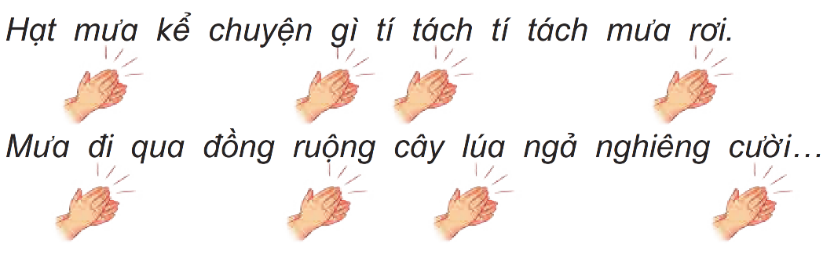 Hạt mưa kể chuyện gì tí tách tí tách mưa rơi.
Mưa đi qua đồng ruộng cây lúa ngả nghiêng cười...